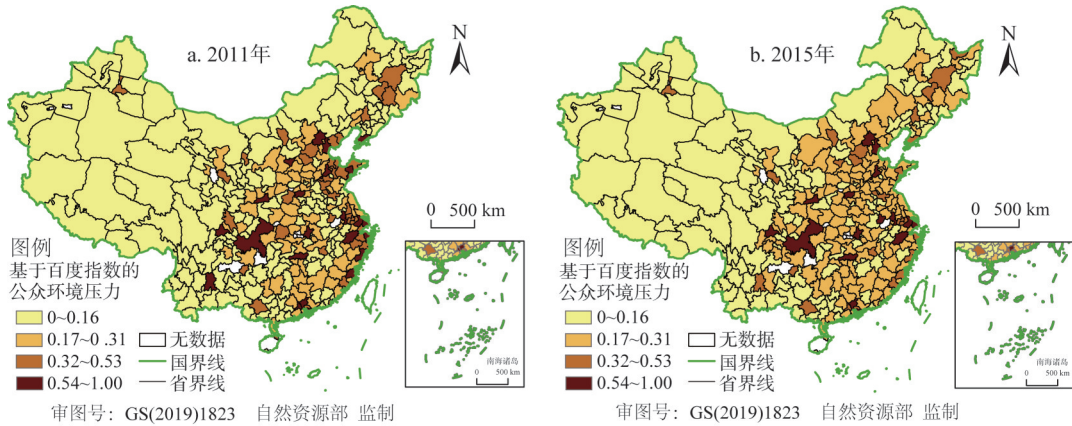 a. 2011年
N
0 500 km
图例
基于百度指数的
公众环境压力
0~0.16
0.17~0.31
0.32~0.53
0.54~1.00
无数据
国界线
省界线
南海诸岛
0 500 km
审图号：GS(2019)1823 自然资源部 监制
b. 2015年
N
0 500 km
图例
基于百度指数的
公众环境压力
0~0.16
0.17~0.31
0.32~0.53
0.54~1.00
无数据
国界线
省界线
南海诸岛
0 500 km
审图号：GS(2019)1823 自然资源部 监制